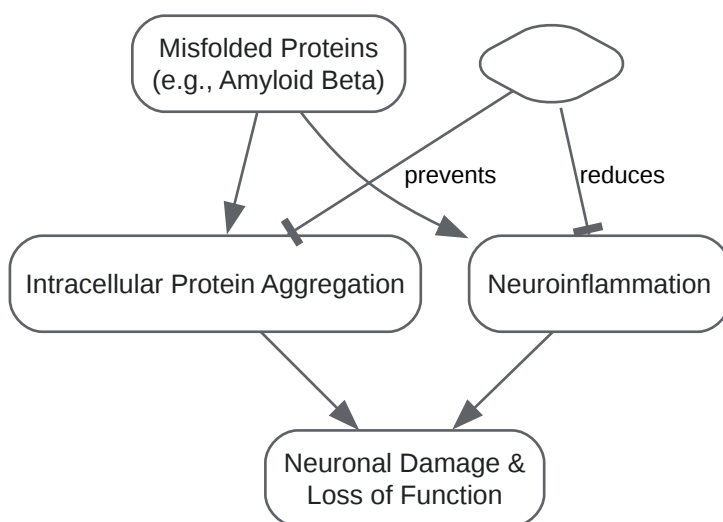 Misfolded Proteins
(e.g., Amyloid Beta)
prevents
reduces
Intracellular Protein Aggregation
Neuroinflammation
Neuronal Damage &
Loss of Function